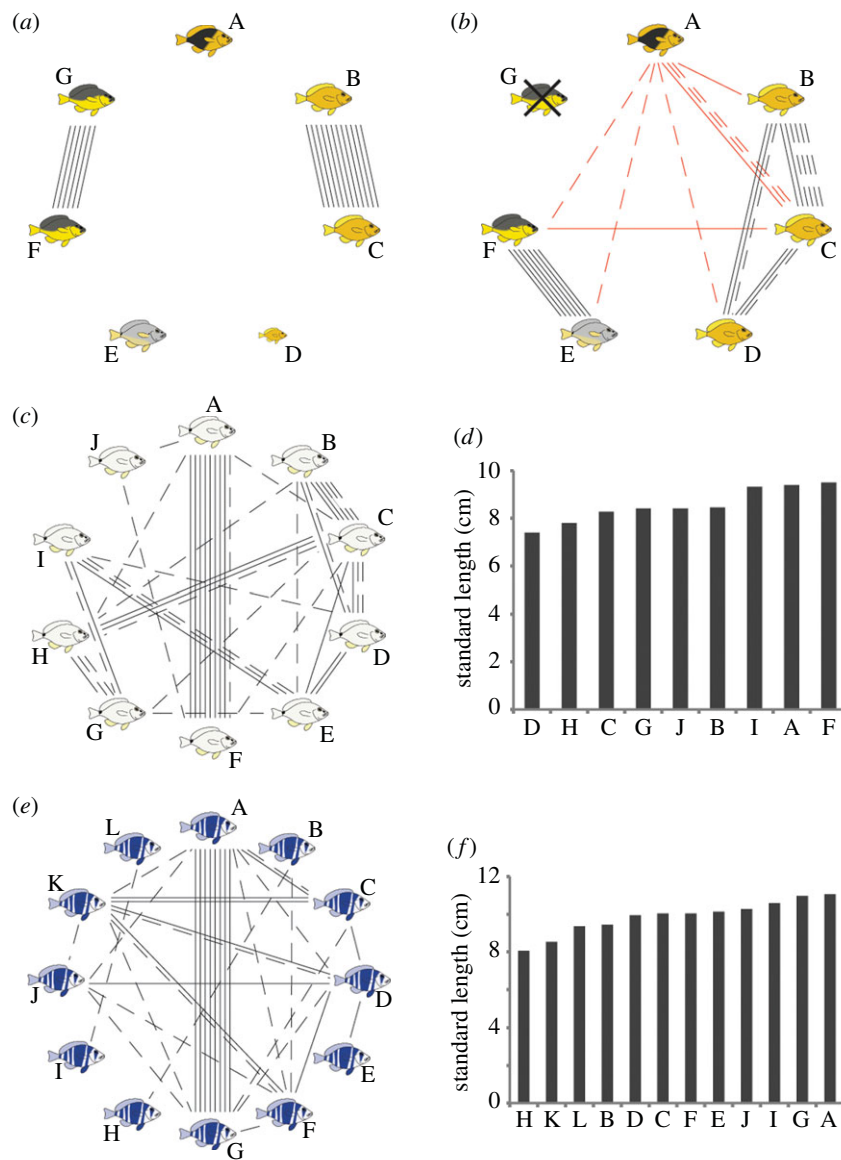 (a)
A
G
B
F
C
E
D
(b)
A
G
B
F
C
E
D
(c)
A
J
B
I
C
H
D
G
E
F
(d)
10
8
6
4
2
0
standard length (cm)
D H C G J B I A F
(e)
A
L
B
K
C
J
D
I
E
H
F
G
(f)
12
8
4
0
standard length (cm)
H K L B D C F E J I G A